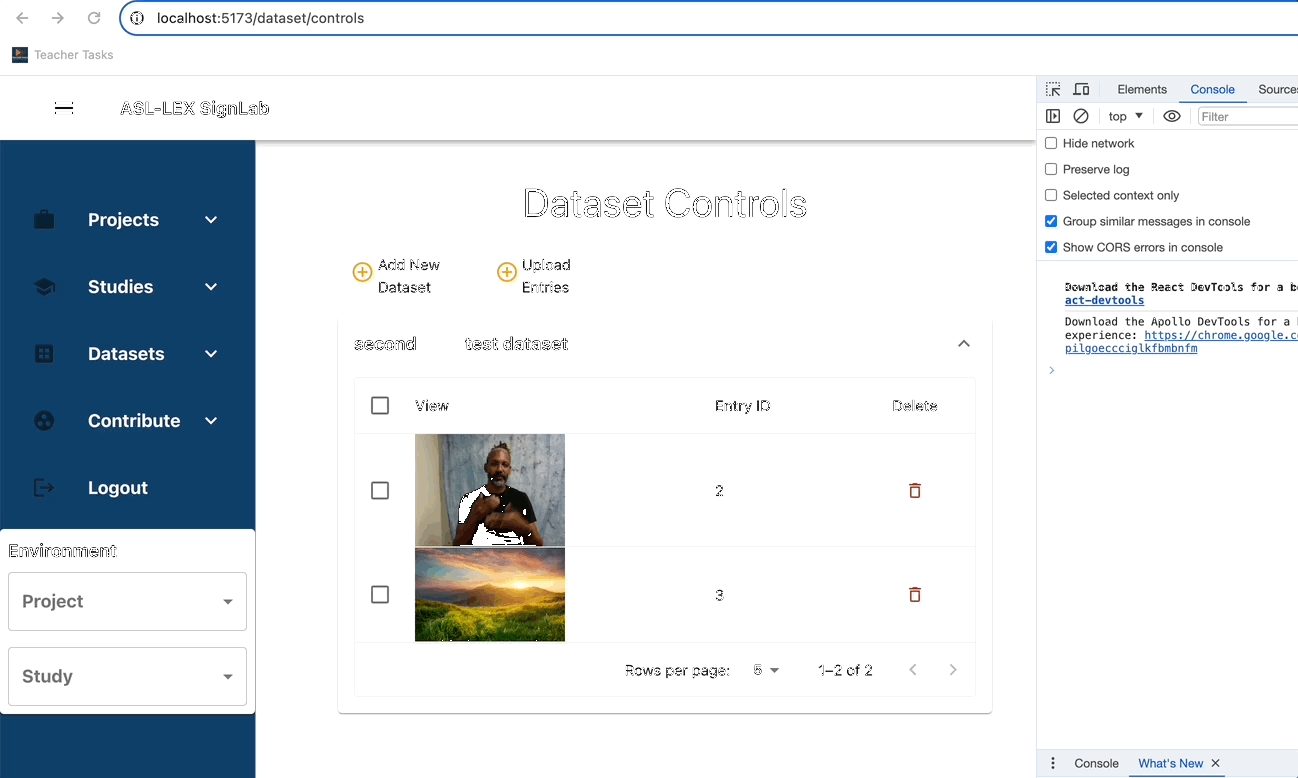 localhost:5173/dataset/controls
Teacher Tasks
ASL-LEX SignLab
Projects
Studies
Datasets
Contribute
Logout
Environment
Project
Study
Dataset Controls
Add New
Dataset
Upload
Entries
second test dataset
View Entry ID Delete
2
3
Rows per page: 5 1–2 of 2
Elements Console Sources
top Filter
Hide network
Preserve log
Selected context only
Group similar messages in console
Show CORS errors in console
Download the React DevTools for a b
act-devtools
Download the Apollo DevTools for a
experience: https://chrome.google.c
pilgoeccciglkfbmbnfm
Console What's New